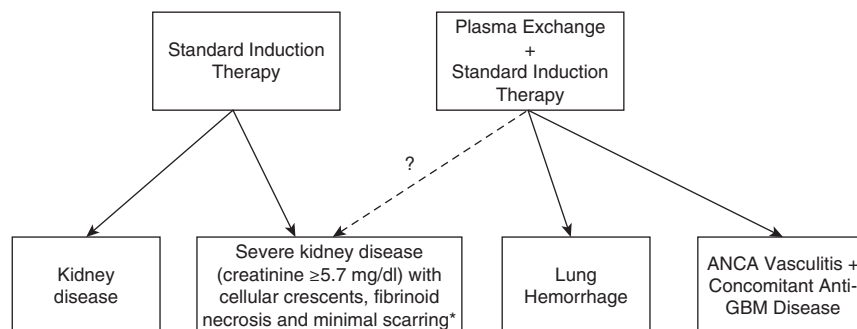 Standard Induction
Therapy
Plasma Exchange
+
Standard Induction
Therapy
?
Kidney
disease
Severe kidney disease
(creatinine ≥5.7 mg/dl) with
cellular crescents, fibrinoid
necrosis and minimal scarring*
Lung
Hemorrhage
ANCA Vasculitis +
Concomitant Anti-
GBM Disease